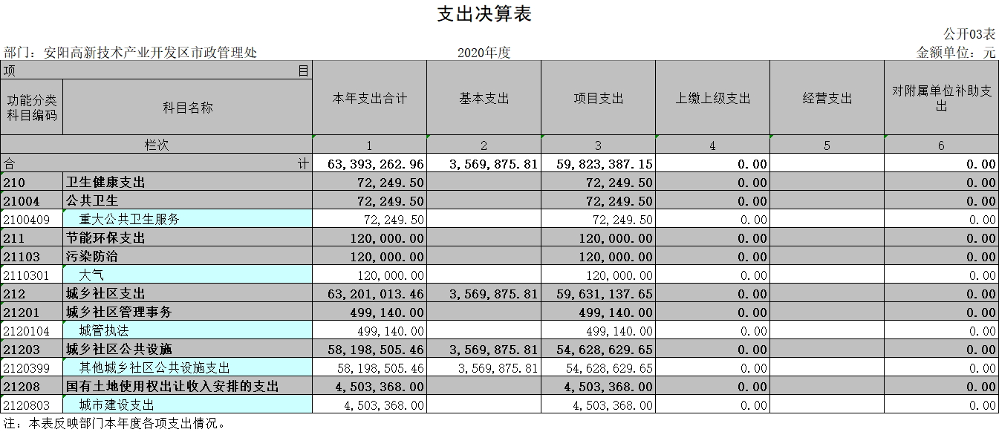 支出决算表
公开03表
部门：安阳高新技术产业开发区市政管理处 2020年度 金额单位：元
项 目 本年支出合计 基本支出 项目支出 上缴上级支出 经营支出 对附属单位补助支出
功能分类科目编码 科目名称
栏次 1 2 3 4 5 6
合 计 63,393,262.96 3,569,875.81 59,823,387.15 0.00 0.00
210 卫生健康支出 72,249.50 72,249.50 0.00 0.00
21004 公共卫生 72,249.50 72,249.50 0.00 0.00
2100409 重大公共卫生服务 72,249.50 72,249.50 0.00 0.00
211 节能环保支出 120,000.00 120,000.00 0.00 0.00
21103 污染防治 120,000.00 120,000.00 0.00 0.00
2110301 大气 120,000.00 120,000.00 0.00 0.00
212 城乡社区支出 63,201,013.46 3,569,875.81 59,631,137.65 0.00 0.00
21201 城乡社区管理事务 499,140.00 499,140.00 0.00 0.00
2120104 城管执法 499,140.00 499,140.00 0.00 0.00
21203 城乡社区公共设施 58,198,505.46 3,569,875.81 54,628,629.65 0.00 0.00
2120399 其他城乡社区公共设施支出 58,198,505.46 3,569,875.81 54,628,629.65 0.00 0.00
21208 国有土地使用权出让收入安排的支出 4,503,368.00 4,503,368.00 0.00 0.00
2120803 城市建设支出 4,503,368.00 4,503,368.00 0.00 0.00
注：本表反映部门本年度各项支出情况。